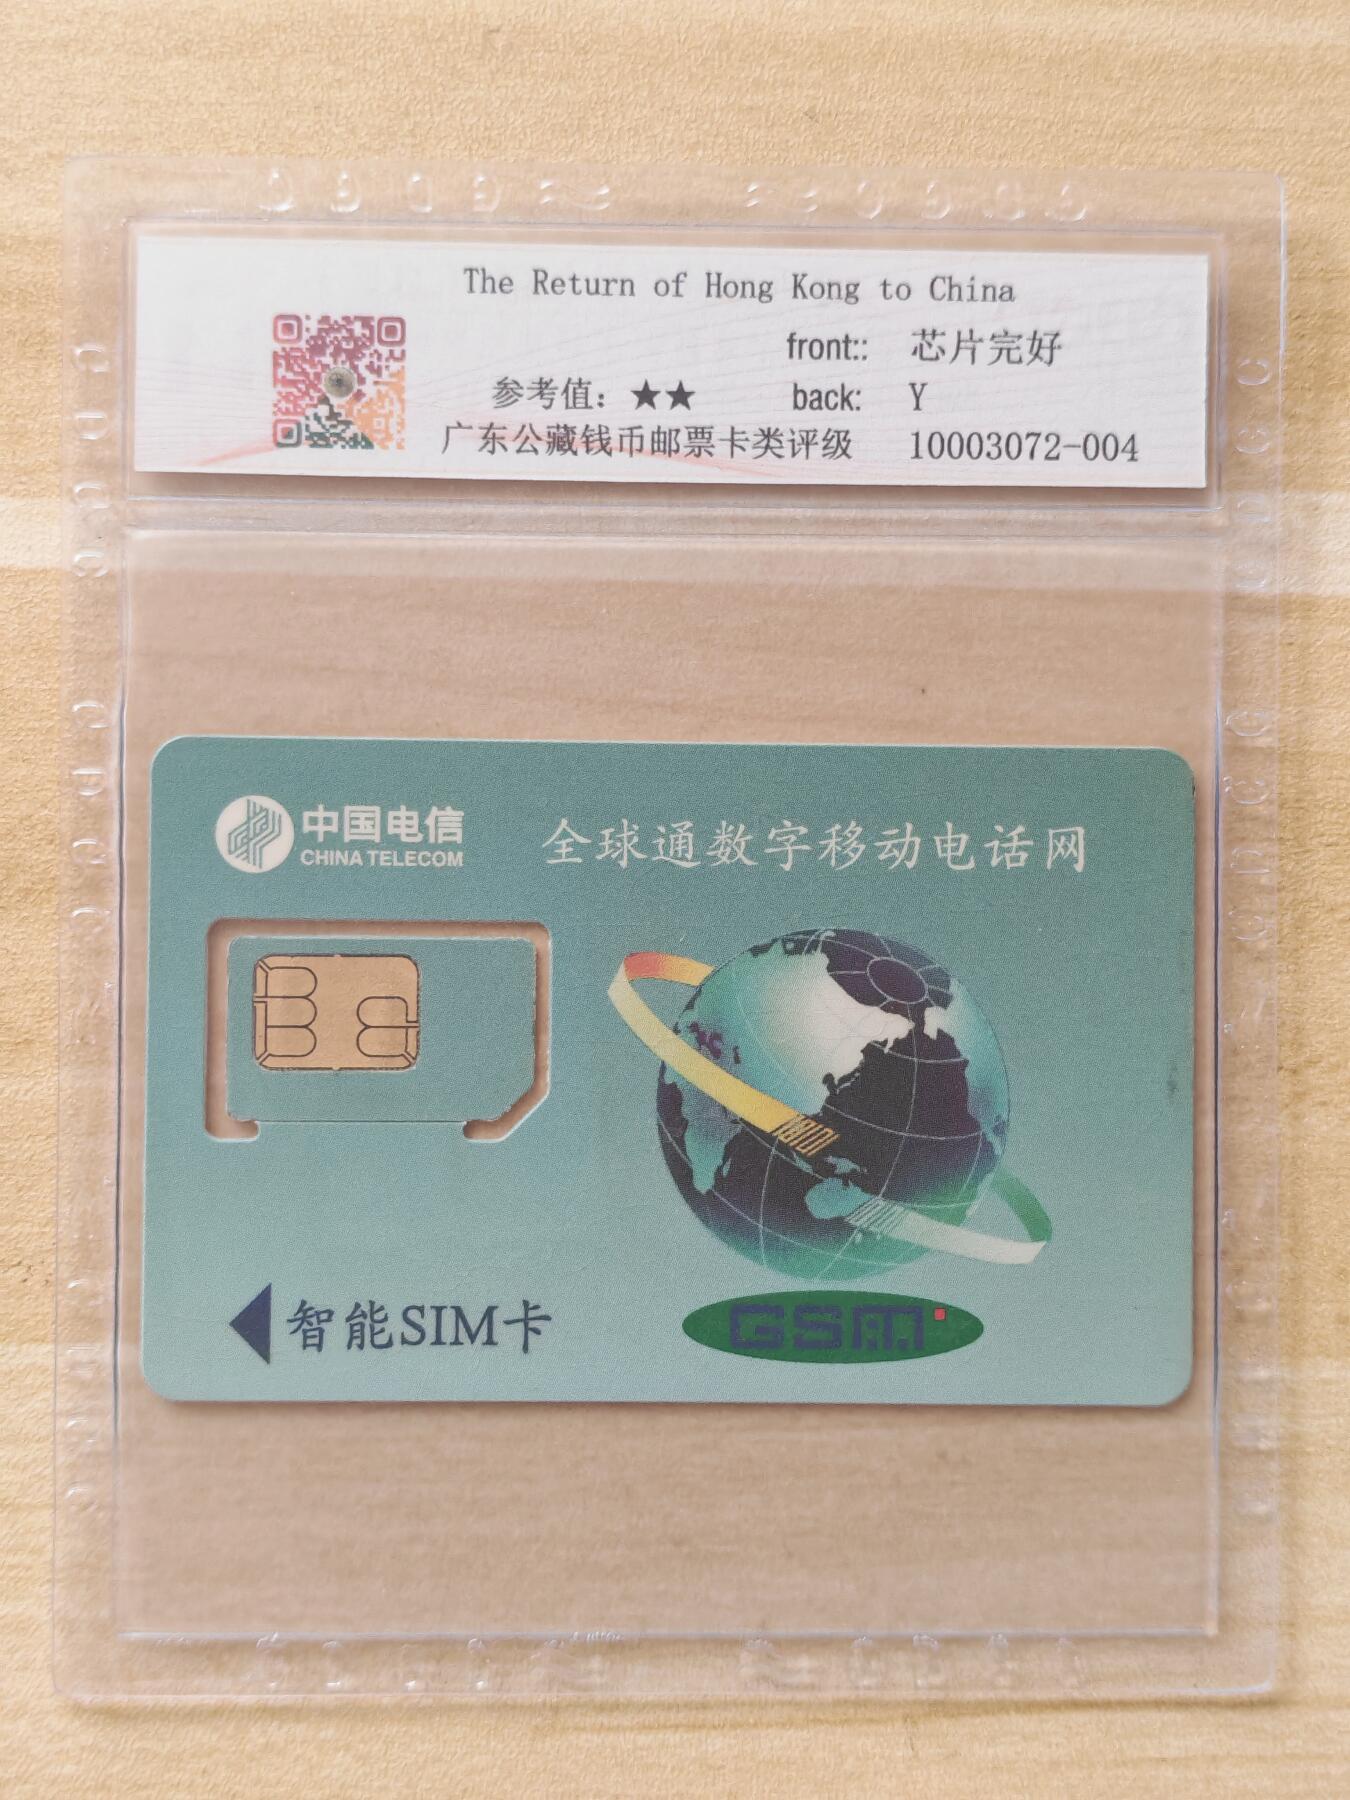 The Return of Hong Kong to China
front:: 芯片完好
参考值：★★ back: Y
广东公藏钱币邮票卡类评级 10003072-004
中国电信
CHINA TELECOM
全球通数字移动电话网
智能SIM卡
GSM